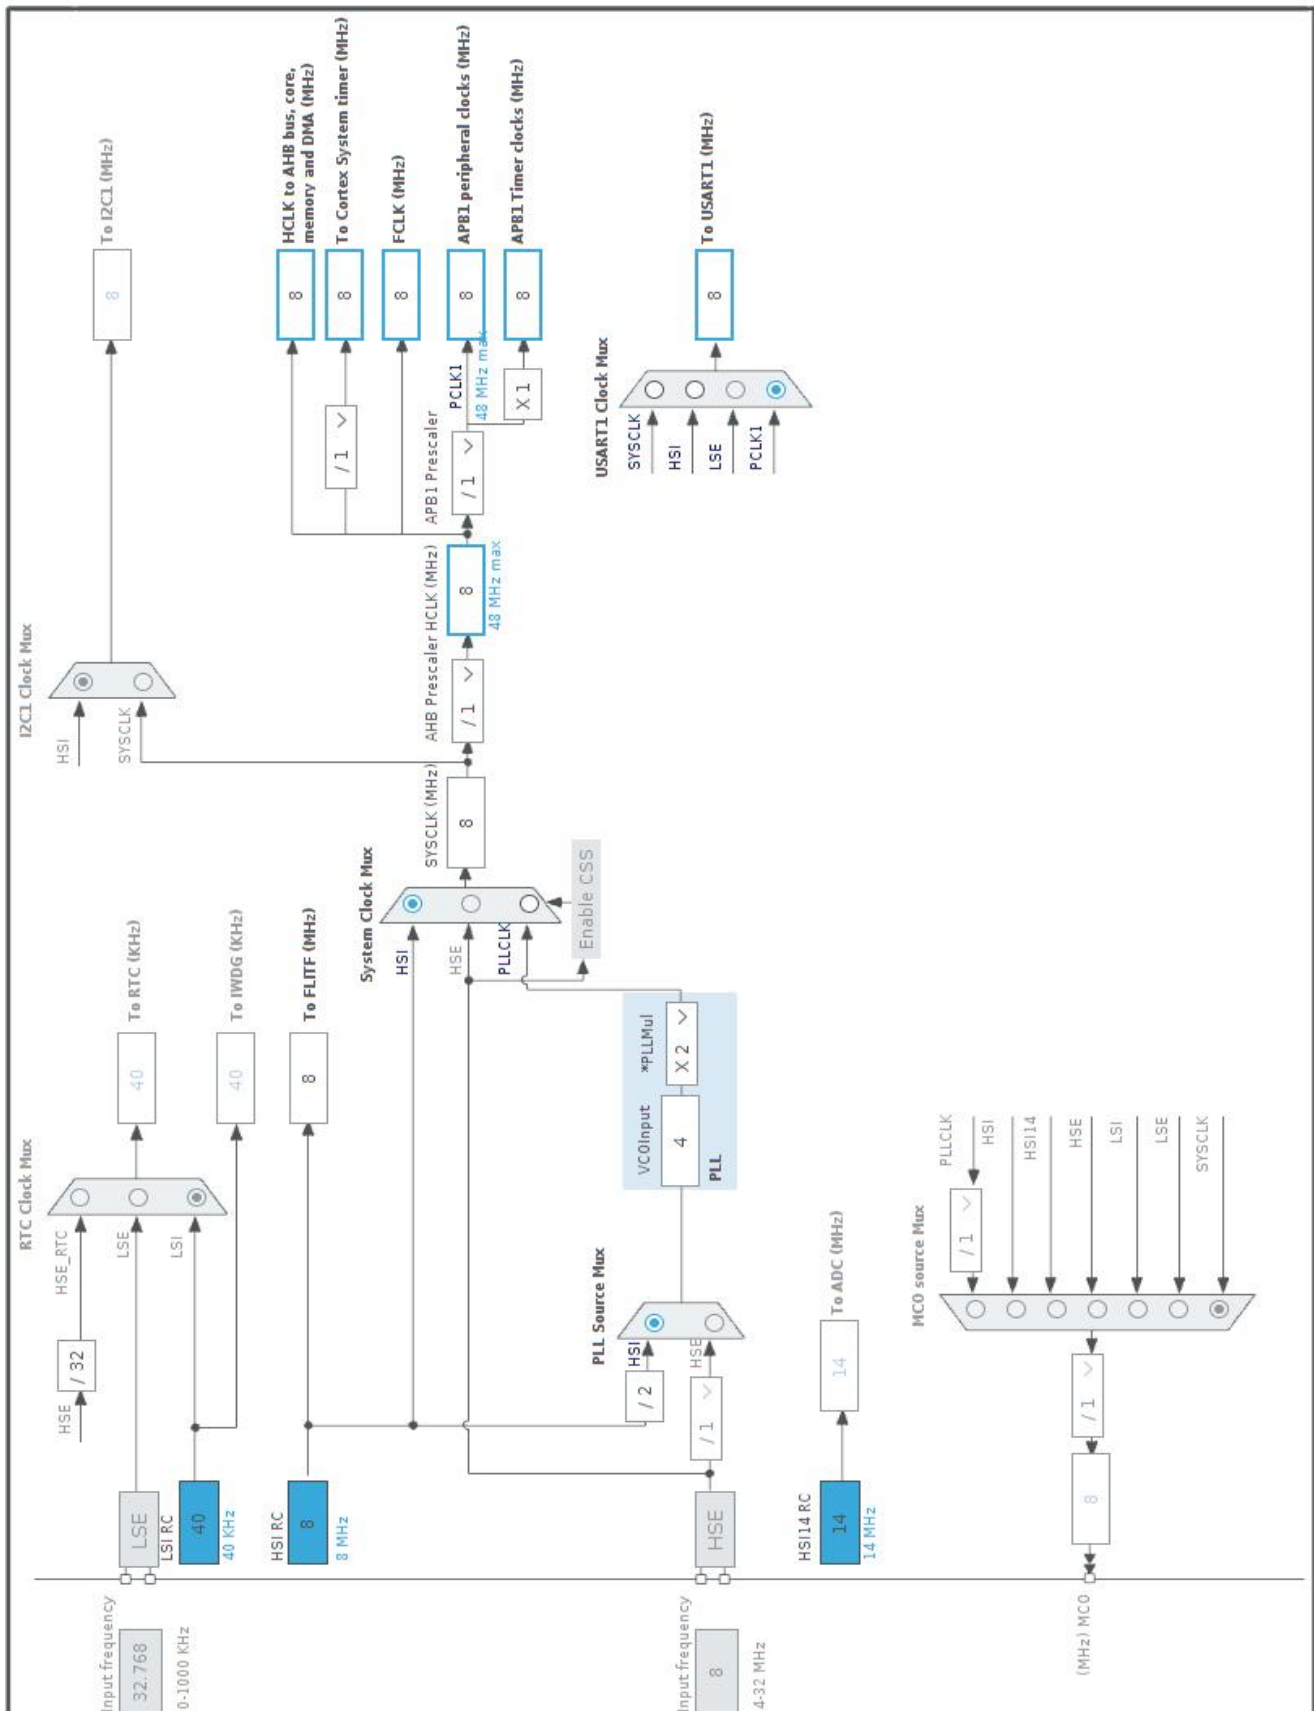 RTC Clock Mux
HSE
/ 32
HSE_RTC
Input frequency
32.768
0-1000 KHz
LSE
LSE
To RTC (KHz)
40
LSI RC
40
40 KHz
LSI
40
To IWDG (KHz)
HSI RC
8
8 MHz
8
To FLITF (MHz)
I2C1 Clock Mux
HSI
SYSCLK
8
To I2C1 (MHz)
System Clock Mux
HSI
HSE
PLLCLK
Enable CSS
SYSCLK (MHz)
8
AHB Prescaler
/ 1
HCLK (MHz)
8
48 MHz max
APB1 Prescaler
/ 1
PCLK1
48 MHz max
X 1
/ 1
8
HCLK to AHB bus, core,
memory and DMA (MHz)
8
To Cortex System timer (MHz)
8
FCLK (MHz)
8
APB1 peripheral clocks (MHz)
8
APB1 Timer clocks (MHz)
PLL Source Mux
/ 2
HSI
HSE
/ 1
Input frequency
8
4-32 MHz
HSE
VCOInput
4
*PLLMul
X 2
PLL
USART1 Clock Mux
SYSCLK
HSI
LSE
PCLK1
8
To USART1 (MHz)
HSI14 RC
14
14 MHz
14
To ADC (MHz)
MCO source Mux
PLLCLK
/ 1
HSI
HSI14
HSE
LSI
LSE
SYSCLK
/ 1
8
(MHz) MCO